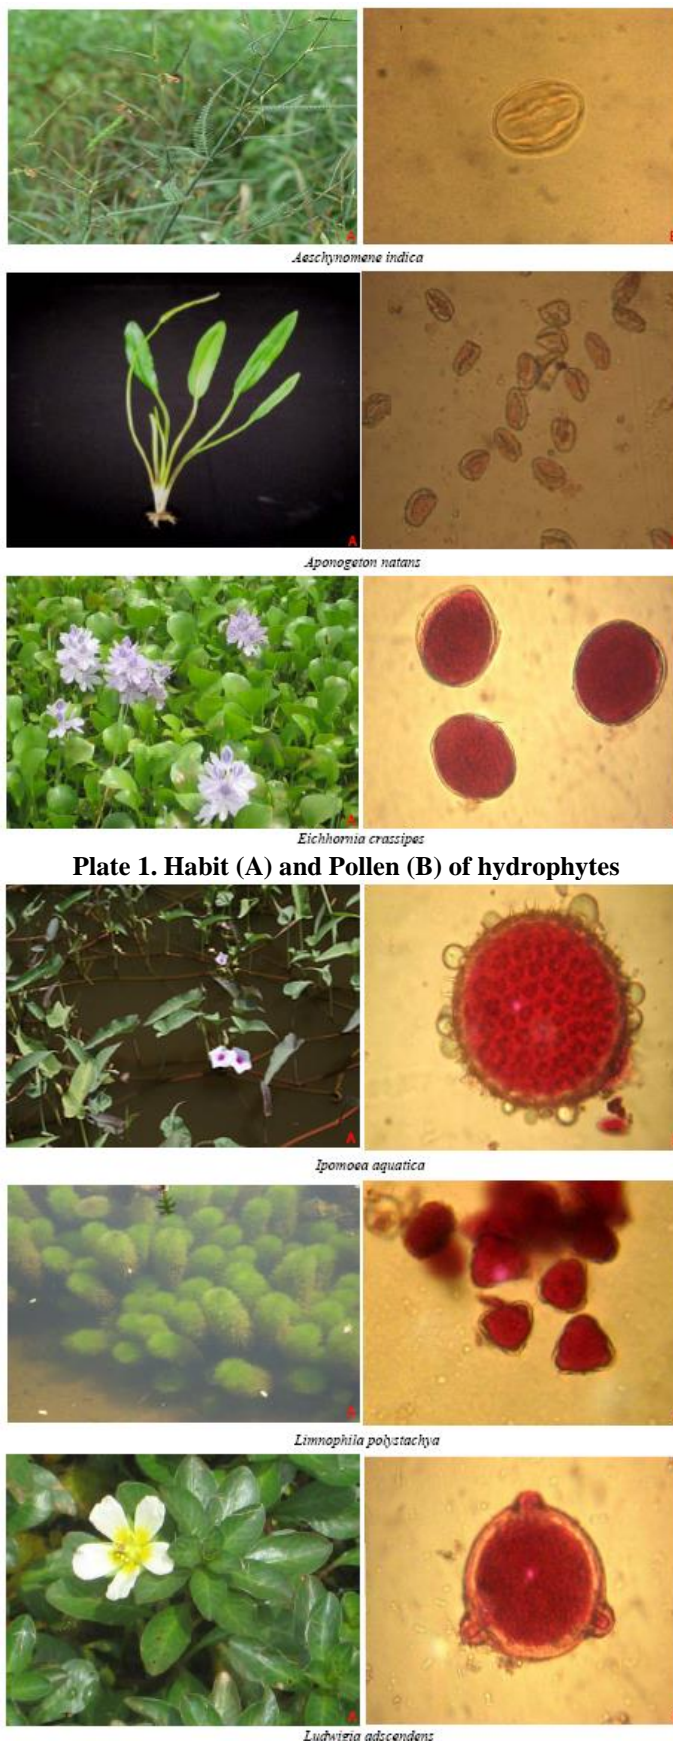 A
B
Aeschynomene indica
A
Aponogeton natans
A
Eichhornia crassipes
Plate 1. Habit (A) and Pollen (B) of hydrophytes
A
Ipomoea aquatica
A
Limnophila polystachya
A
Ludwigia adscendens